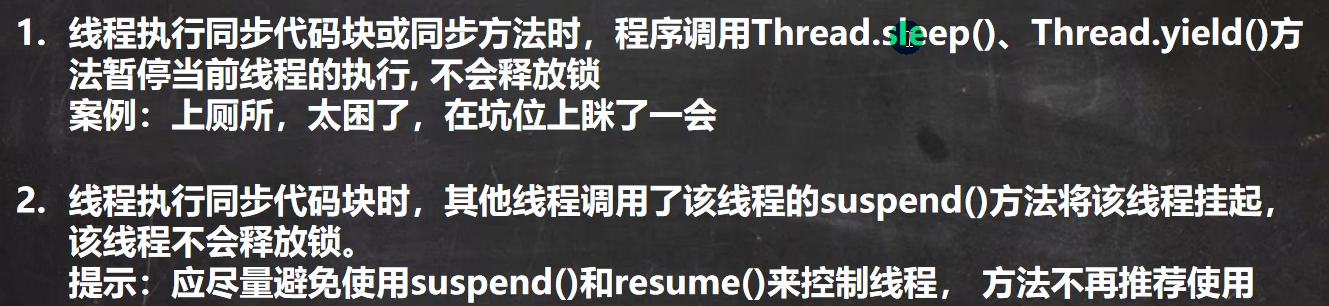 1. 线程执行同步代码块或同步方法时，程序调用Thread.sleep()、Thread.yield()方
法暂停当前线程的执行, 不会释放锁
案例：上厕所，太困了，在坑位上眯了一会
2. 线程执行同步代码块时，其他线程调用了该线程的suspend()方法将该线程挂起，
该线程不会释放锁。
提示：应尽量避免使用suspend()和resume()来控制线程， 方法不再推荐使用